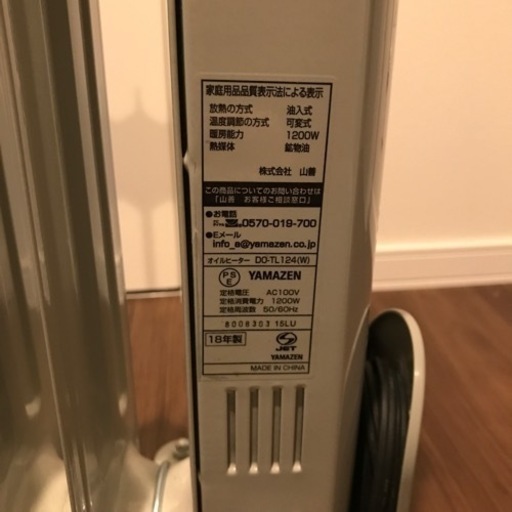 家庭用品品質表示法による表示
放熱の方式 油入式
温度調節の方式 可変式
暖房能力 1200W
熱媒体 鉱物油
株式会社 山善
この商品についてのお問い合わせは
「山善 お客様ご相談窓口」
●お電話
0570-019-700
●Eメール
info_a@yamazen.co.jp
オイルヒーター DO-TL124(W)
PSE YAMAZEN
定格電圧 AC100V
定格消費電力 1200W
定格周波数 50/60Hz
8008303 15LU
18年製
JET
YAMAZEN
MADE IN CHINA